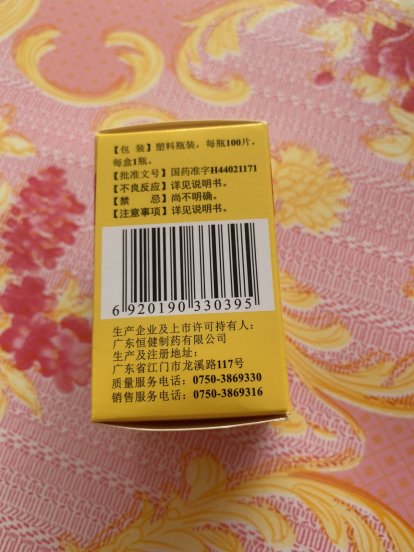 【包 装】塑料瓶装，每瓶100片，
每盒1瓶。
【批准文号】国药准字H44021171
【不良反应】详见说明书。
【禁 忌】尚不明确。
【注意事项】详见说明书。
6 920190 330395
生产企业及上市许可持有人：
广东恒健制药有限公司
生产及注册地址：
广东省江门市龙溪路117号
质量服务电话：0750-3869330
销售服务电话：0750-3869316